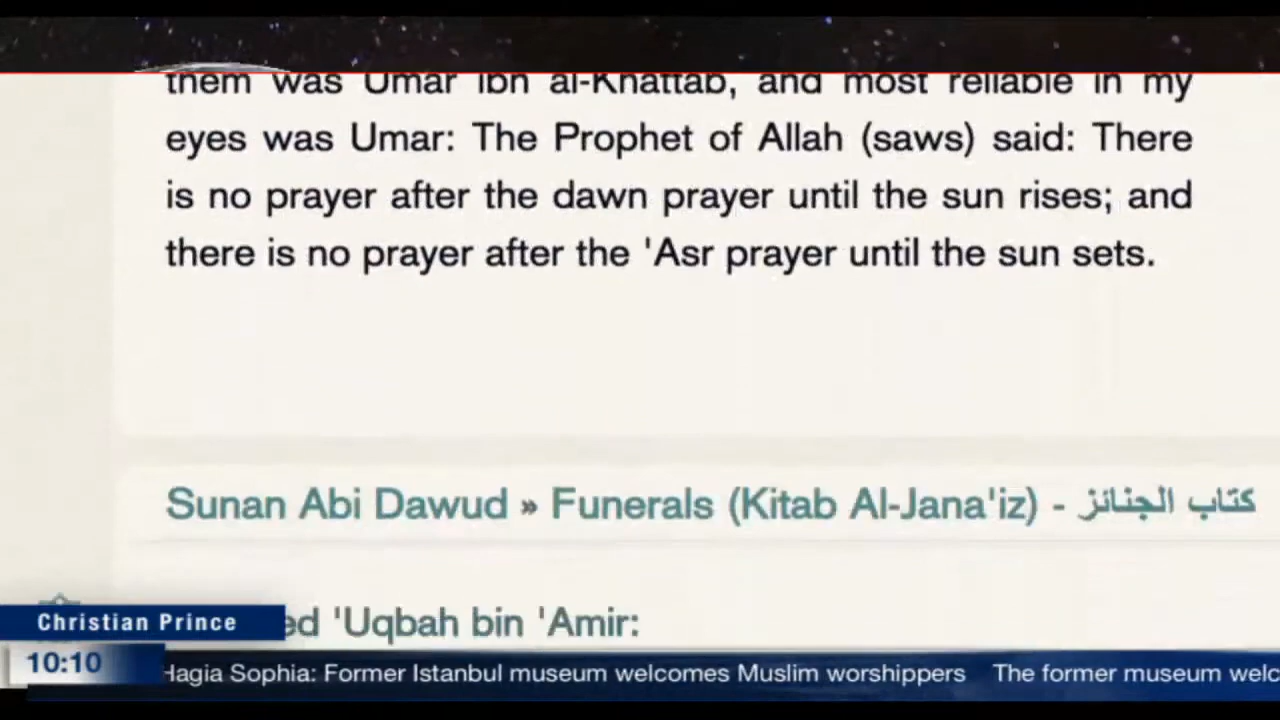 them was Umar ibn al-Khattab, and most reliable in my
eyes was Umar: The Prophet of Allah (saws) said: There
is no prayer after the dawn prayer until the sun rises; and
there is no prayer after the 'Asr prayer until the sun sets.
Sunan Abi Dawud » Funerals (Kitab Al-Jana'iz) - كتاب الجنائز
'Uqbah bin 'Amir:
Christian Prince
10:10
Hagia Sophia: Former Istanbul museum welcomes Muslim worshippers The former museum